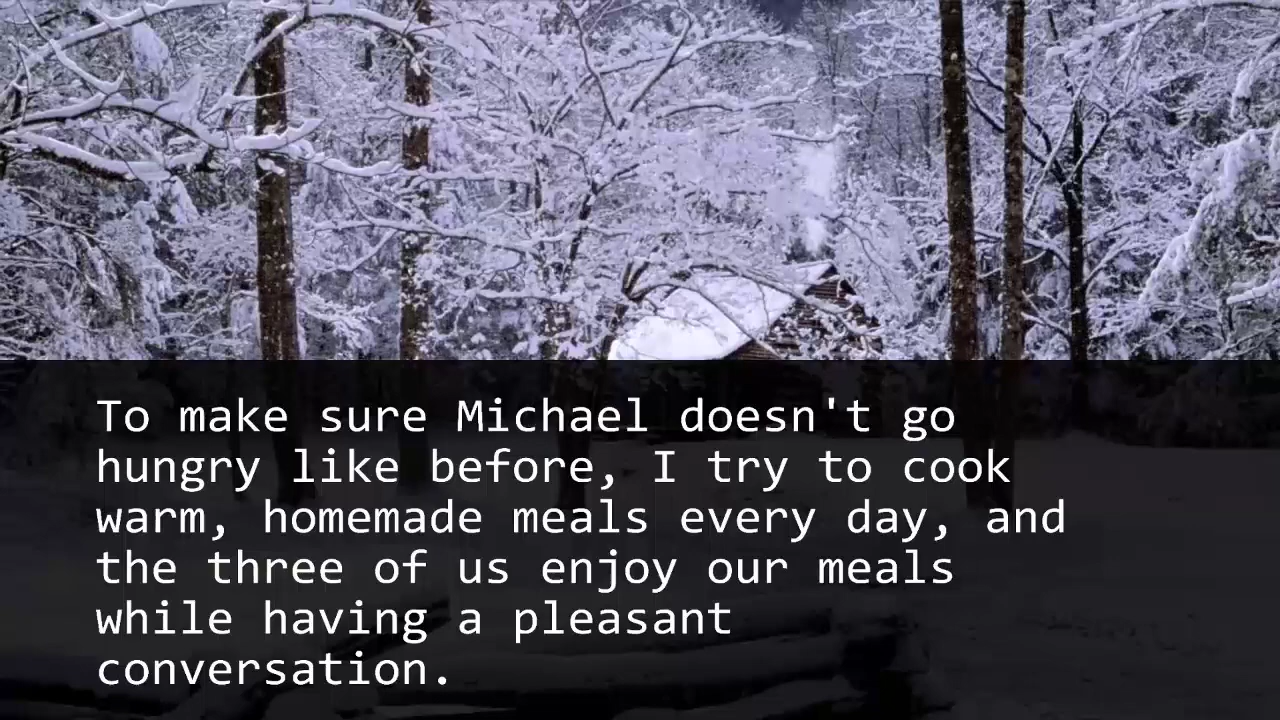 To make sure Michael doesn't go
hungry like before, I try to cook
warm, homemade meals every day, and
the three of us enjoy our meals
while having a pleasant
conversation.